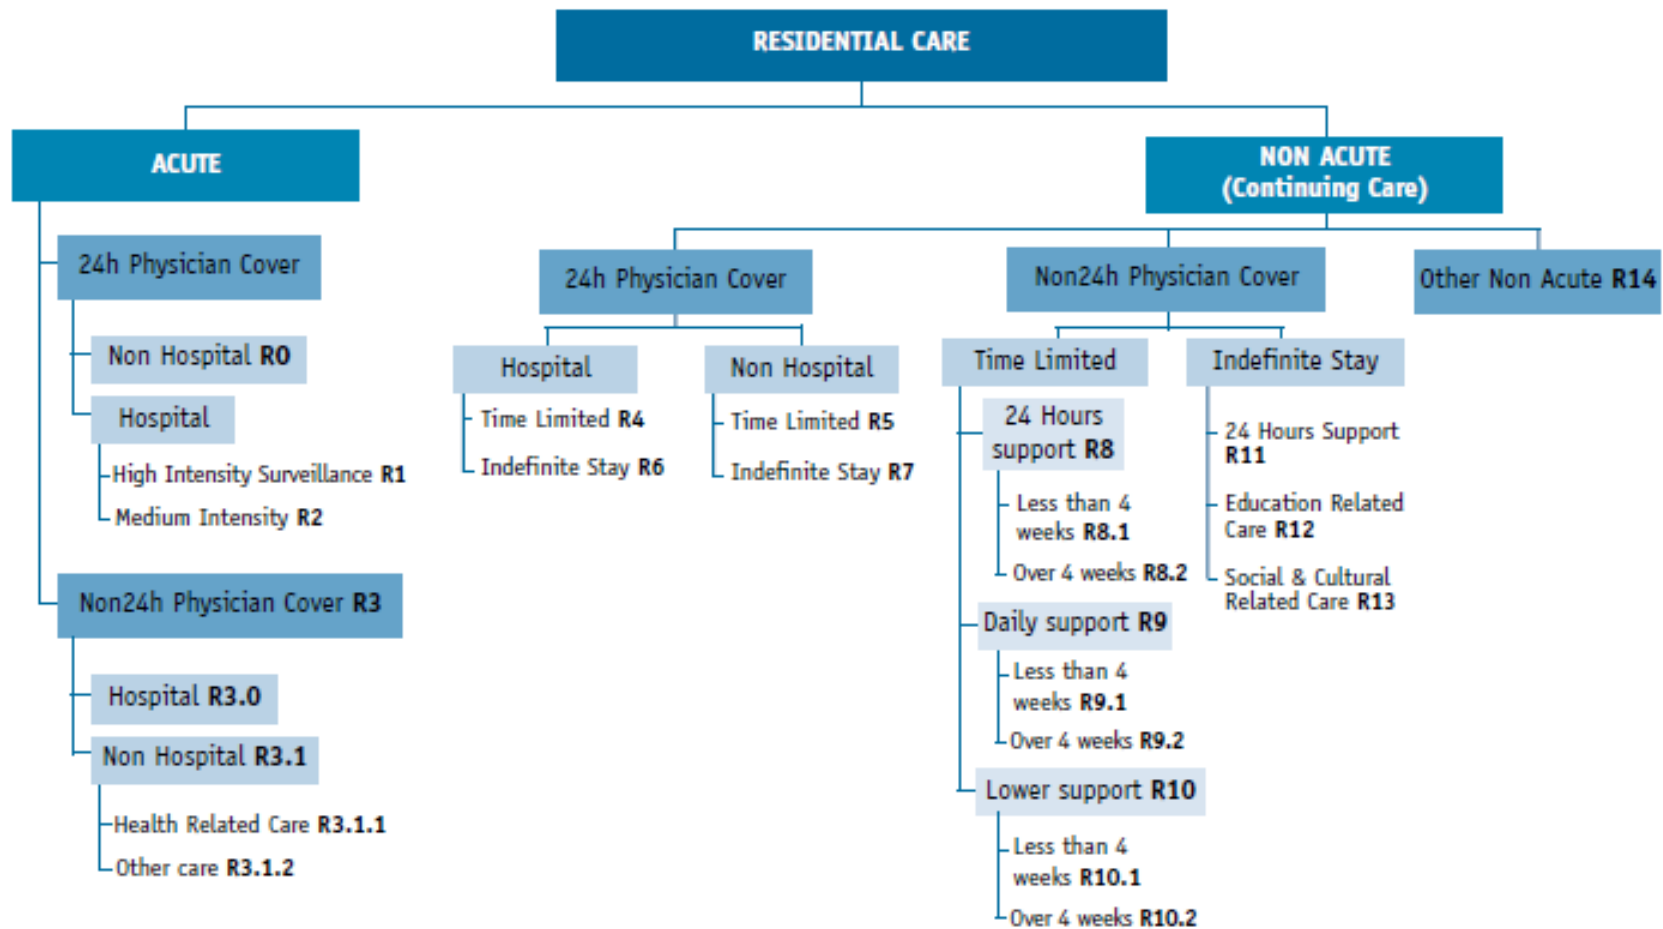 RESIDENTIAL CARE
ACUTE
24h Physician Cover
Non Hospital R0
Hospital
High Intensity Surveillance R1
Medium Intensity R2
Non24h Physician Cover R3
Hospital R3.0
Non Hospital R3.1
Health Related Care R3.1.1
Other care R3.1.2
NON ACUTE
(Continuing Care)
24h Physician Cover
Hospital
Time Limited R4
Indefinite Stay R6
Non Hospital
Time Limited R5
Indefinite Stay R7
Non24h Physician Cover
Time Limited
24 Hours
support R8
Less than 4
weeks R8.1
Over 4 weeks R8.2
Daily support R9
Less than 4
weeks R9.1
Over 4 weeks R9.2
Lower support R10
Less than 4
weeks R10.1
Over 4 weeks R10.2
Indefinite Stay
24 Hours Support
R11
Education Related
Care R12
Social & Cultural
Related Care R13
Other Non Acute R14